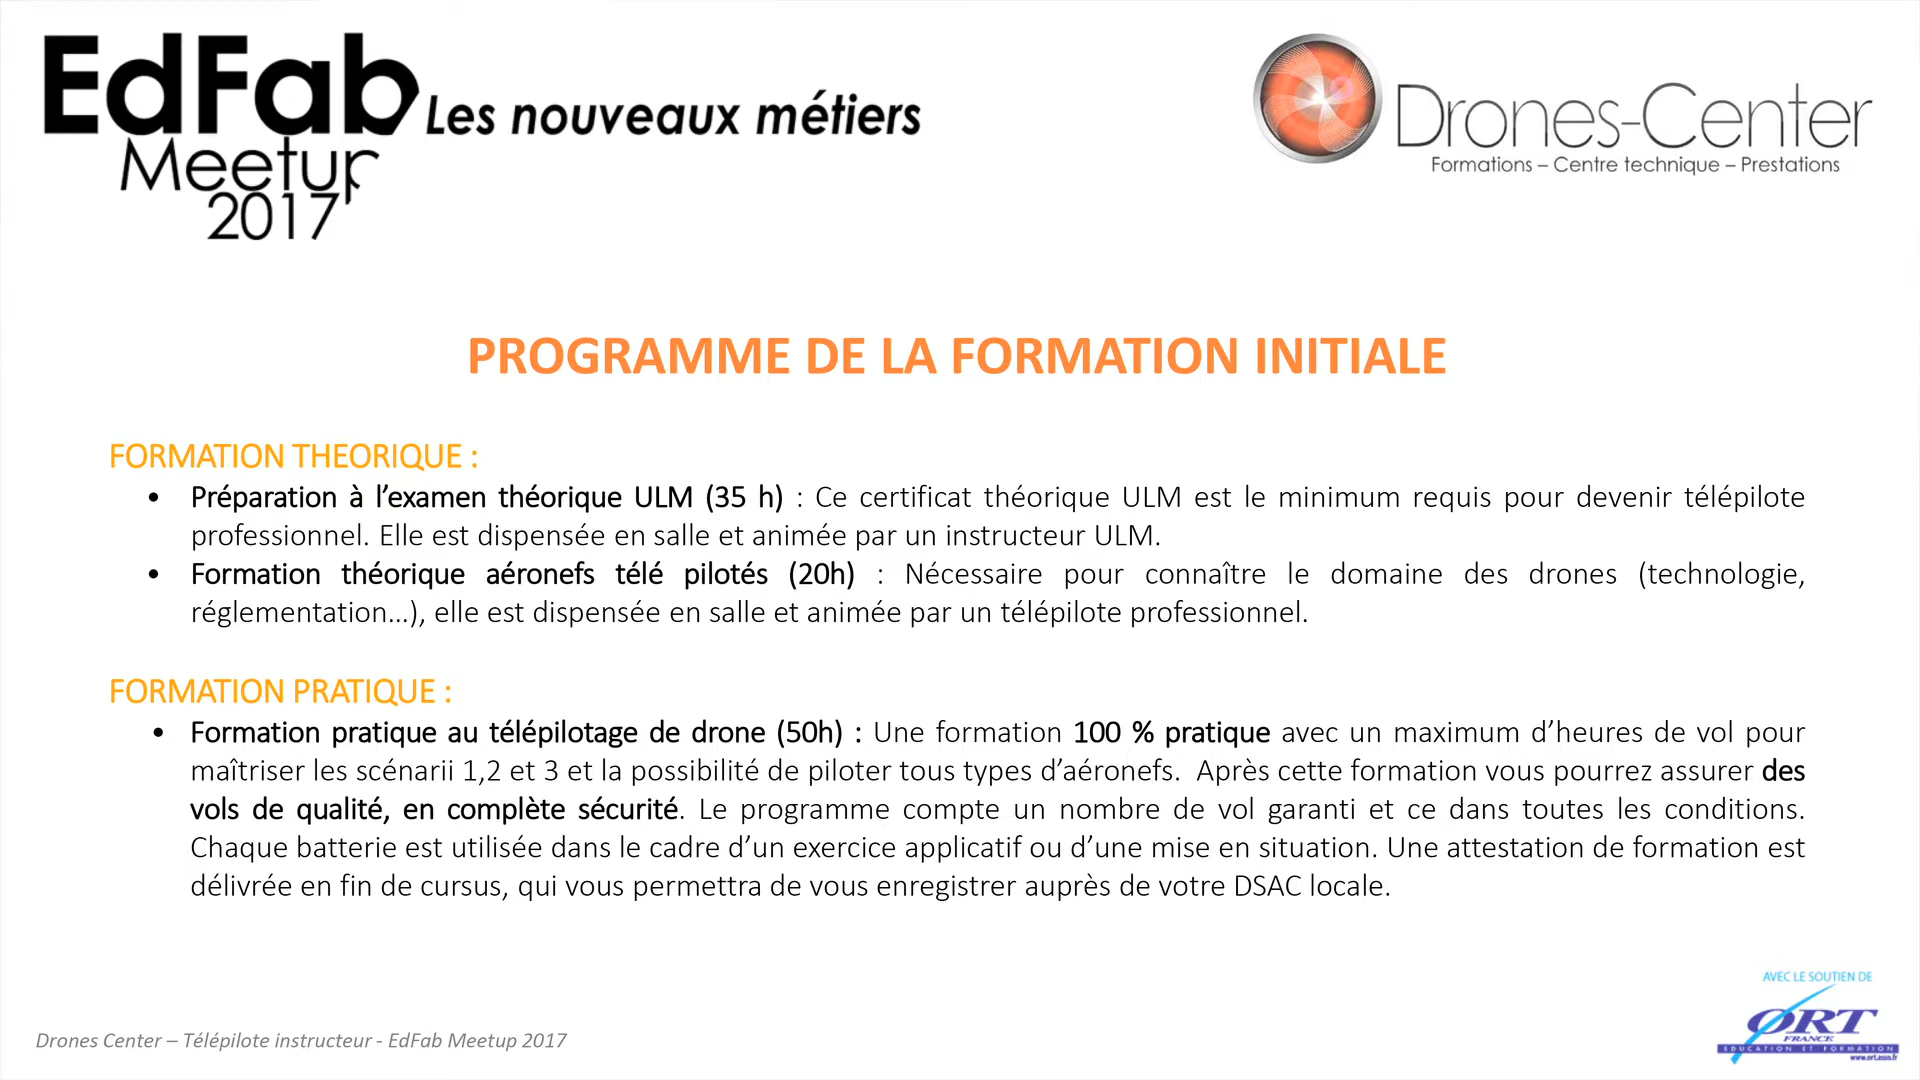 EdFab
Les nouveaux métiers
Meetup
2017
Drones-Center
Formations – Centre technique – Prestations
PROGRAMME DE LA FORMATION INITIALE
FORMATION THEORIQUE :
• Préparation à l’examen théorique ULM (35 h) : Ce certificat théorique ULM est le minimum requis pour devenir télépilote
professionnel. Elle est dispensée en salle et animée par un instructeur ULM.
• Formation théorique aéronefs télé pilotés (20h) : Nécessaire pour connaître le domaine des drones (technologie,
réglementation…), elle est dispensée en salle et animée par un télépilote professionnel.
FORMATION PRATIQUE :
• Formation pratique au télépilotage de drone (50h) : Une formation 100 % pratique avec un maximum d’heures de vol pour
maîtriser les scénarii 1,2 et 3 et la possibilité de piloter tous types d’aéronefs. Après cette formation vous pourrez assurer des
vols de qualité, en complète sécurité. Le programme compte un nombre de vol garanti et ce dans toutes les conditions.
Chaque batterie est utilisée dans le cadre d’un exercice applicatif ou d’une mise en situation. Une attestation de formation est
délivrée en fin de cursus, qui vous permettra de vous enregistrer auprès de votre DSAC locale.
AVEC LE SOUTIEN DE
ORT
FRANCE
EDUCATION ET FORMATION
www.ort.asso.fr
Drones Center – Télépilote instructeur - EdFab Meetup 2017